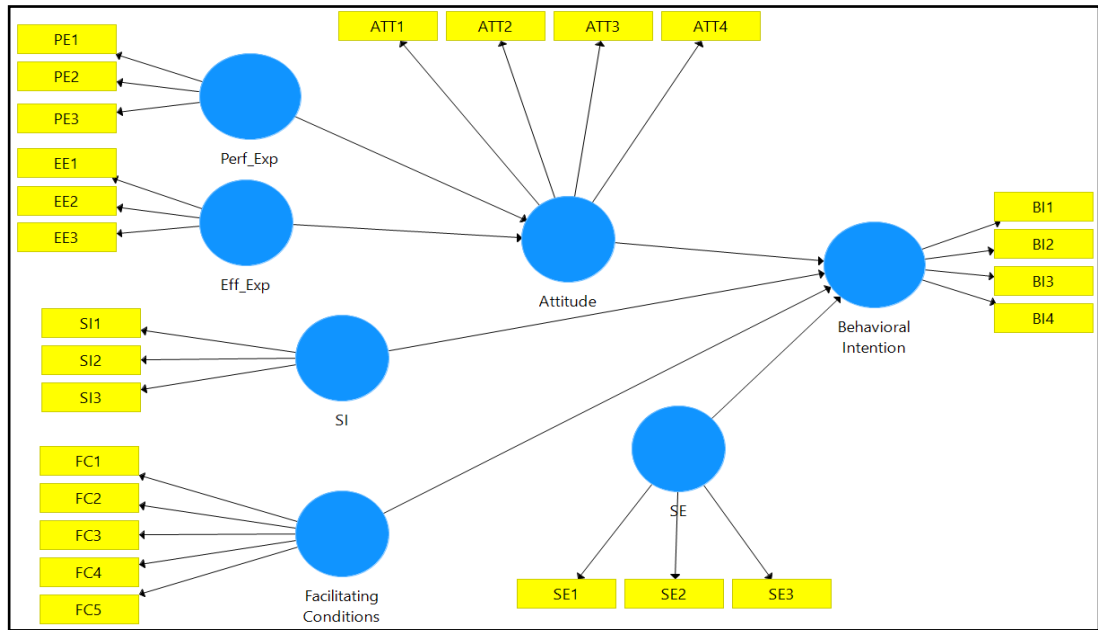 ATT1
ATT2
ATT3
ATT4
PE1
PE2
PE3
Perf_Exp
EE1
EE2
EE3
Eff_Exp
Attitude
BI1
BI2
BI3
BI4
Behavioral
Intention
SI1
SI2
SI3
SI
FC1
FC2
FC3
FC4
FC5
Facilitating
Conditions
SE
SE1
SE2
SE3